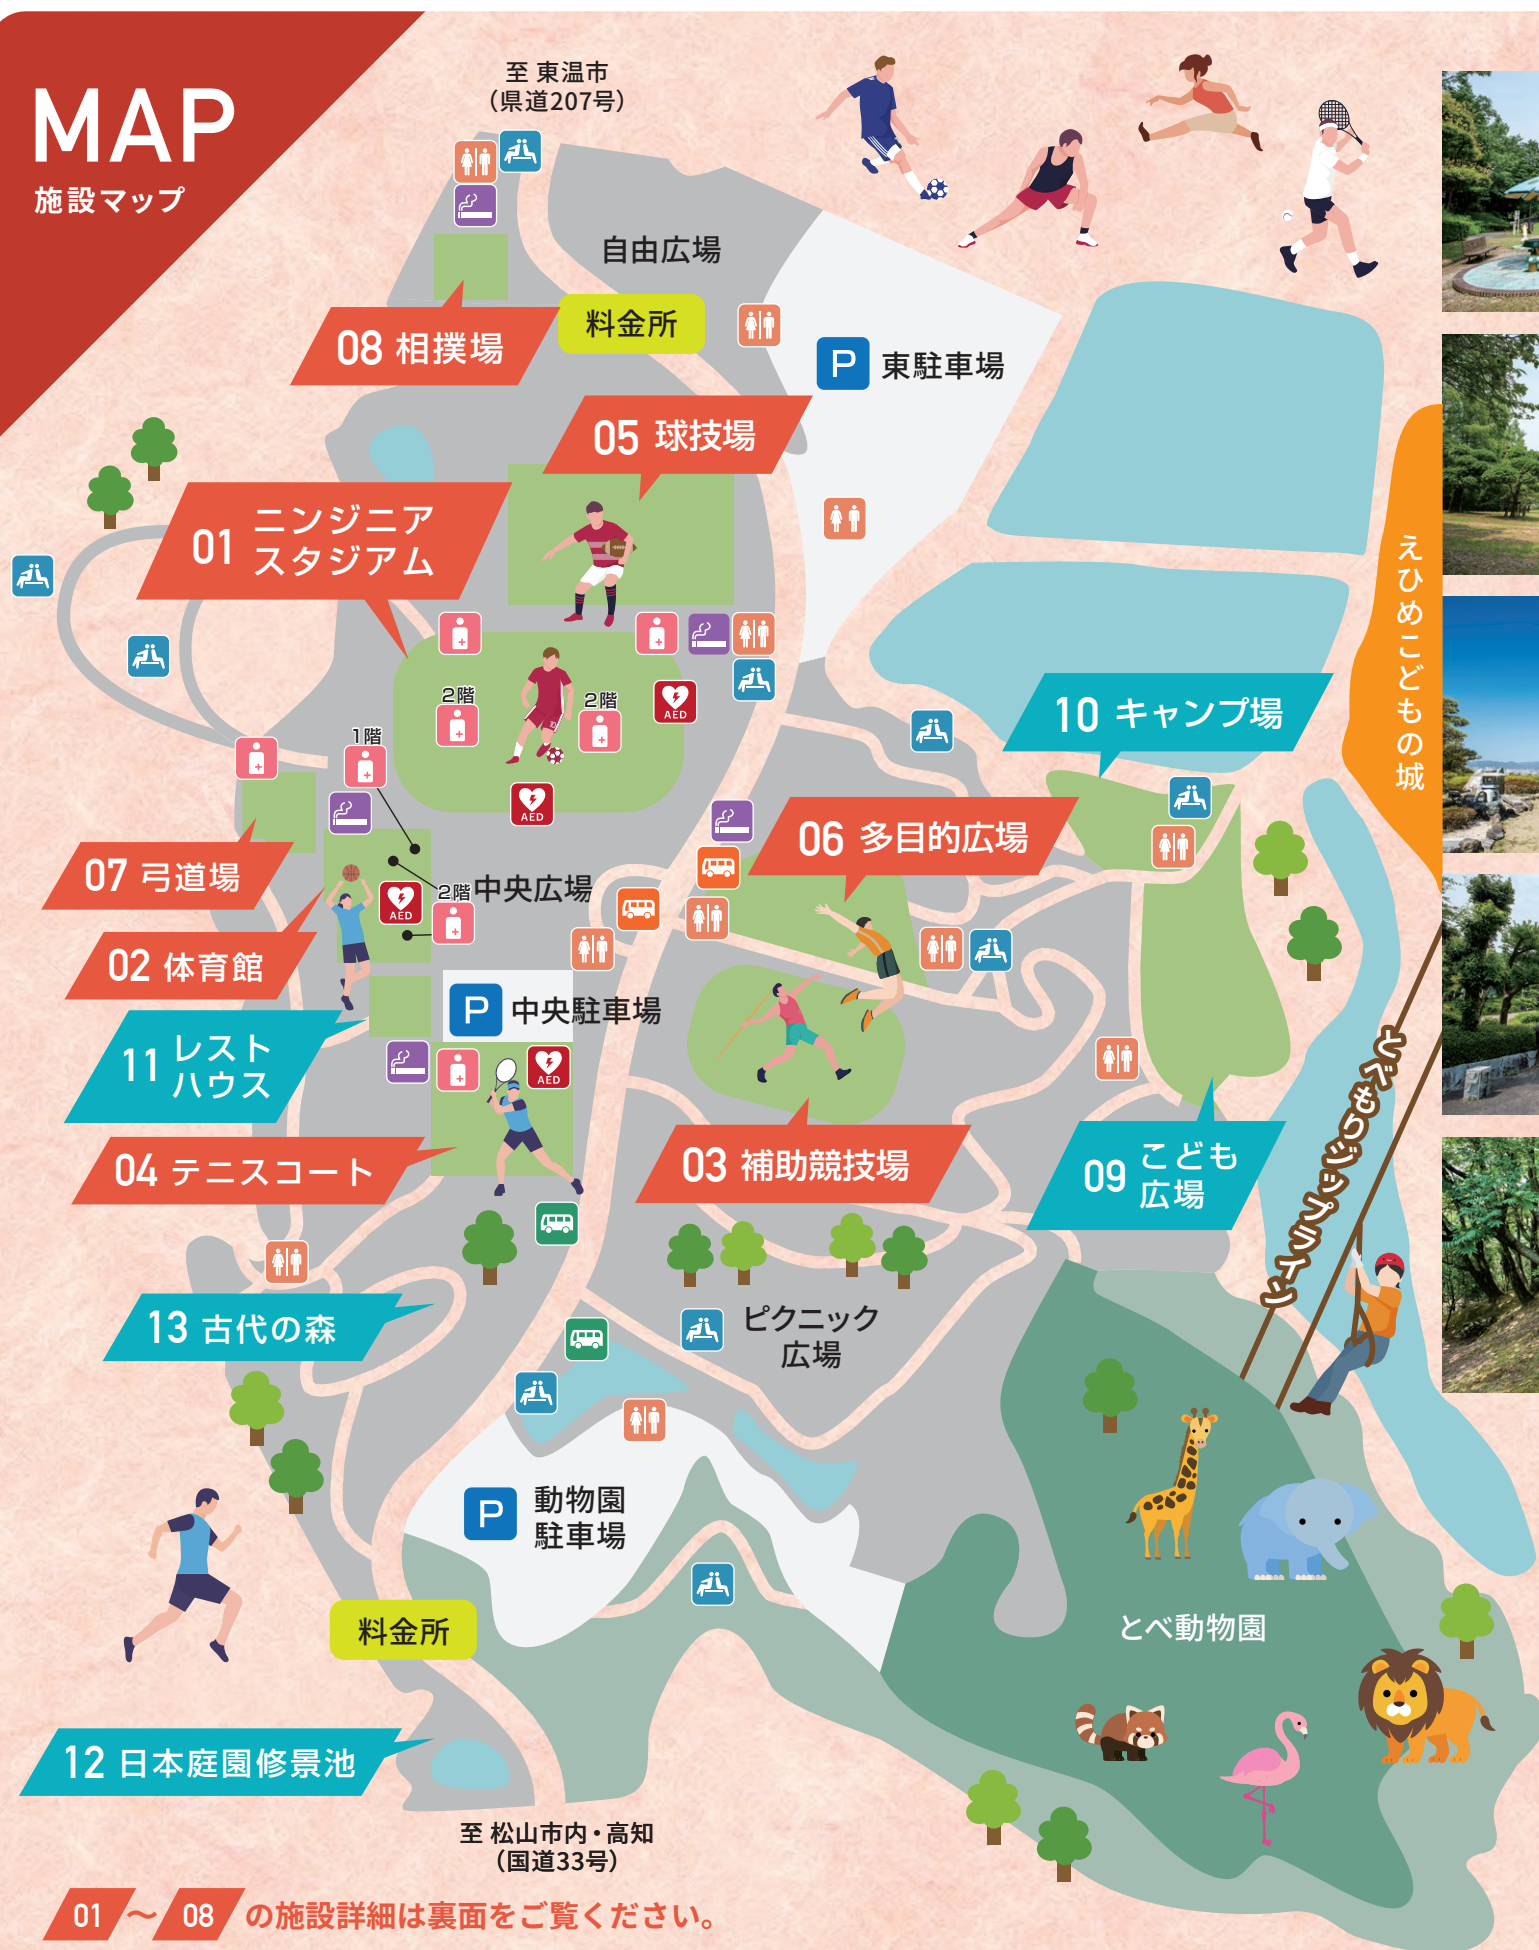 MAP
施設マップ
至 東温市
（県道207号）
自由広場
料金所
08 相撲場
P 東駐車場
05 球技場
01 ニンジニア
スタジアム
えひめこどもの城
2階
2階
AED
10 キャンプ場
1階
AED
06 多目的広場
07 弓道場
2階
中央広場
AED
02 体育館
P 中央駐車場
11 レスト
ハウス
AED
とべもりジップライン
04 テニスコート
03 補助競技場
09 こども
広場
13 古代の森
ピクニック
広場
P 動物園
駐車場
料金所
とべ動物園
12 日本庭園修景池
至 松山市内・高知
（国道33号）
01～08の施設詳細は裏面をご覧ください。